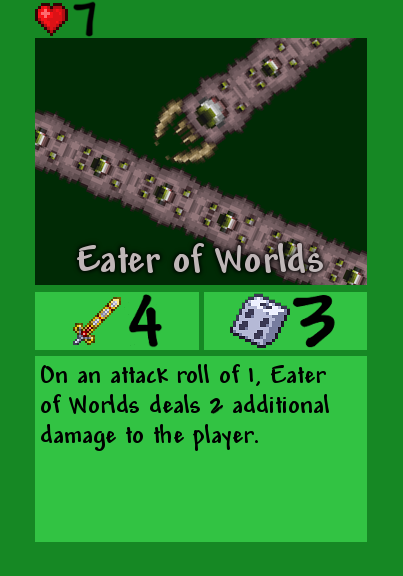 7
Eater of Worlds
4 3
On an attack roll of 1, Eater
of Worlds deals 2 additional
damage to the player.